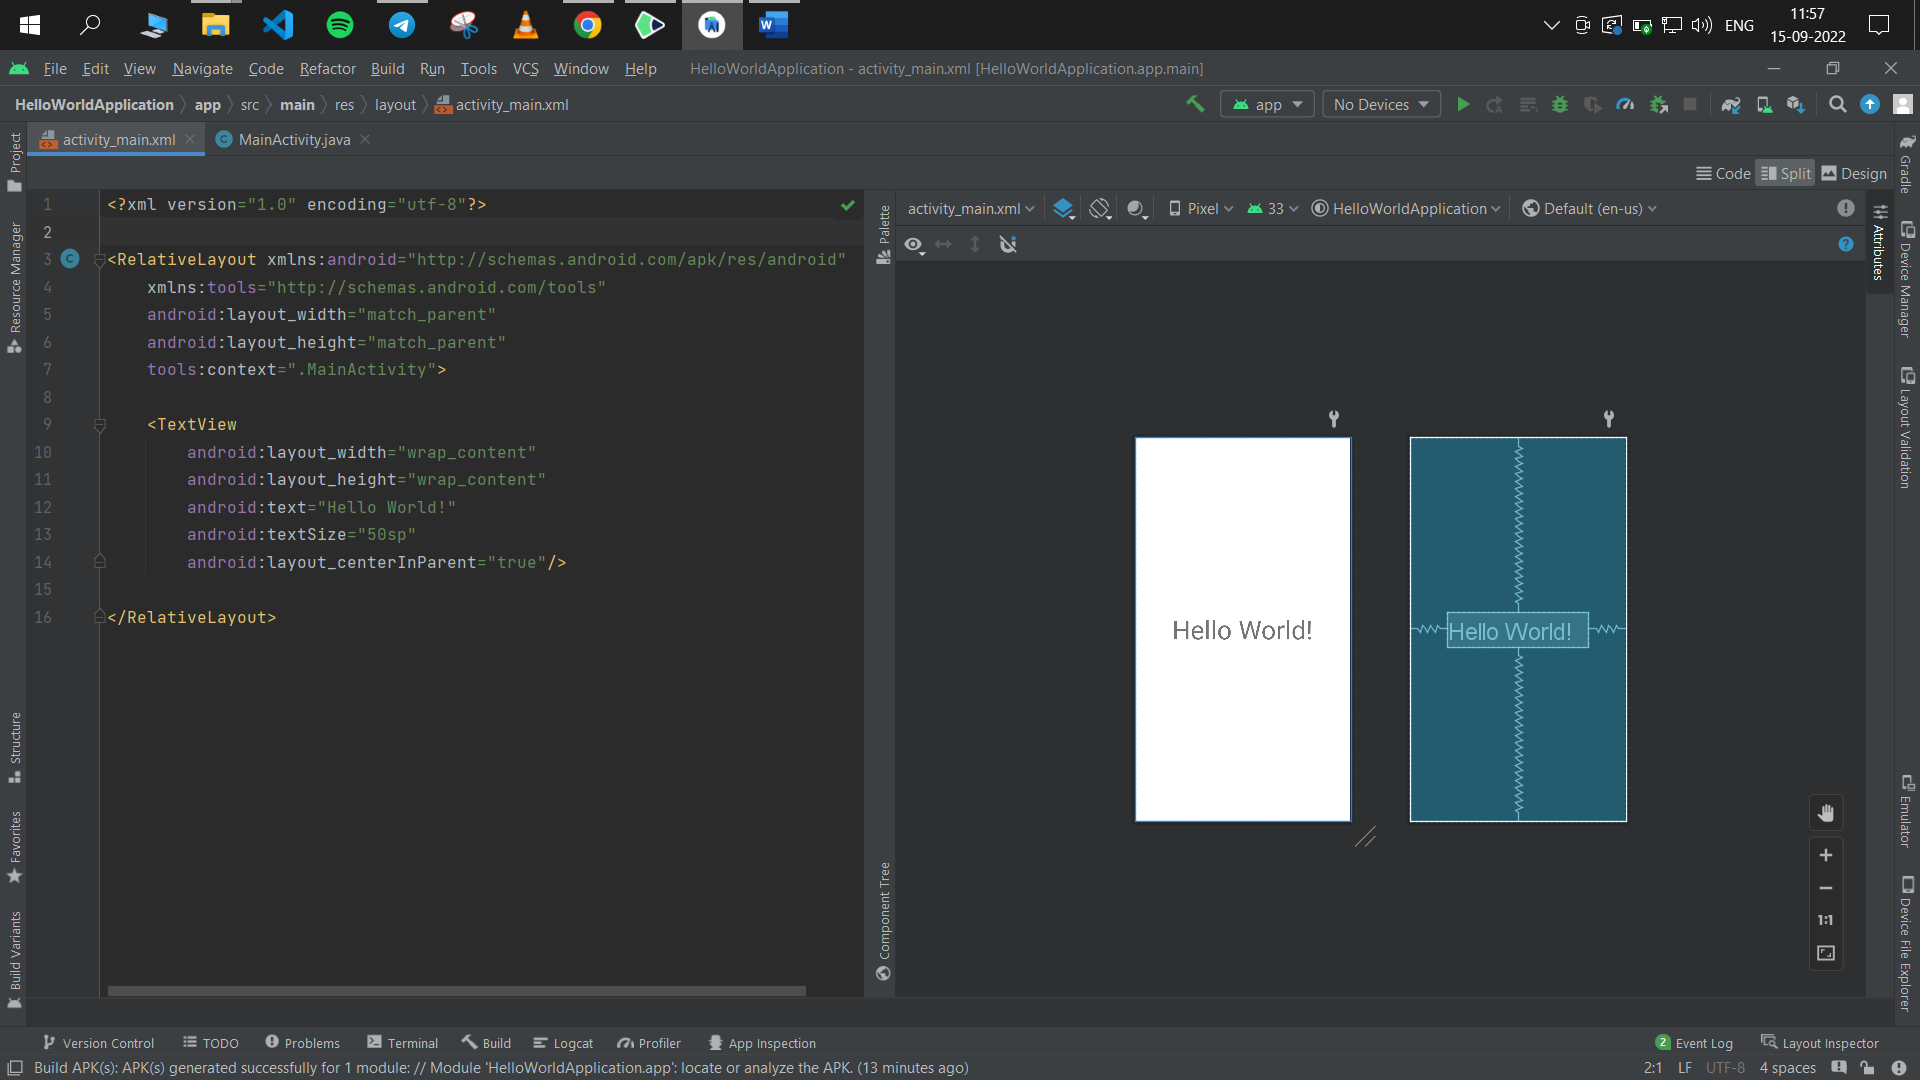 ENG
11:57
15-09-2022
File Edit View Navigate Code Refactor Build Run Tools VCS Window Help HelloWorldApplication - activity_main.xml [HelloWorldApplication.app.main]
HelloWorldApplication app src main res layout activity_main.xml
app No Devices
activity_main.xml MainActivity.java
Code Split Design
activity_main.xml Pixel 33 HelloWorldApplication Default (en-us)
1 <?xml version="1.0" encoding="utf-8"?>
2
3 <RelativeLayout xmlns:android="http://schemas.android.com/apk/res/android"
4 xmlns:tools="http://schemas.android.com/tools"
5 android:layout_width="match_parent"
6 android:layout_height="match_parent"
7 tools:context=".MainActivity">
8
9 <TextView
10 android:layout_width="wrap_content"
11 android:layout_height="wrap_content"
12 android:text="Hello World!"
13 android:textSize="50sp"
14 android:layout_centerInParent="true"/>
15
16 </RelativeLayout>
Project
Resource Manager
Structure
Favorites
Build Variants
Palette
Component Tree
Hello World!
Hello World!
1:1
Attributes
Gradle
Device Manager
Layout Validation
Emulator
Device File Explorer
Version Control TODO Problems Terminal Build Logcat Profiler App Inspection
2 Event Log Layout Inspector
Build APK(s): APK(s) generated successfully for 1 module: // Module 'HelloWorldApplication.app': locate or analyze the APK. (13 minutes ago)
2:1 LF UTF-8 4 spaces